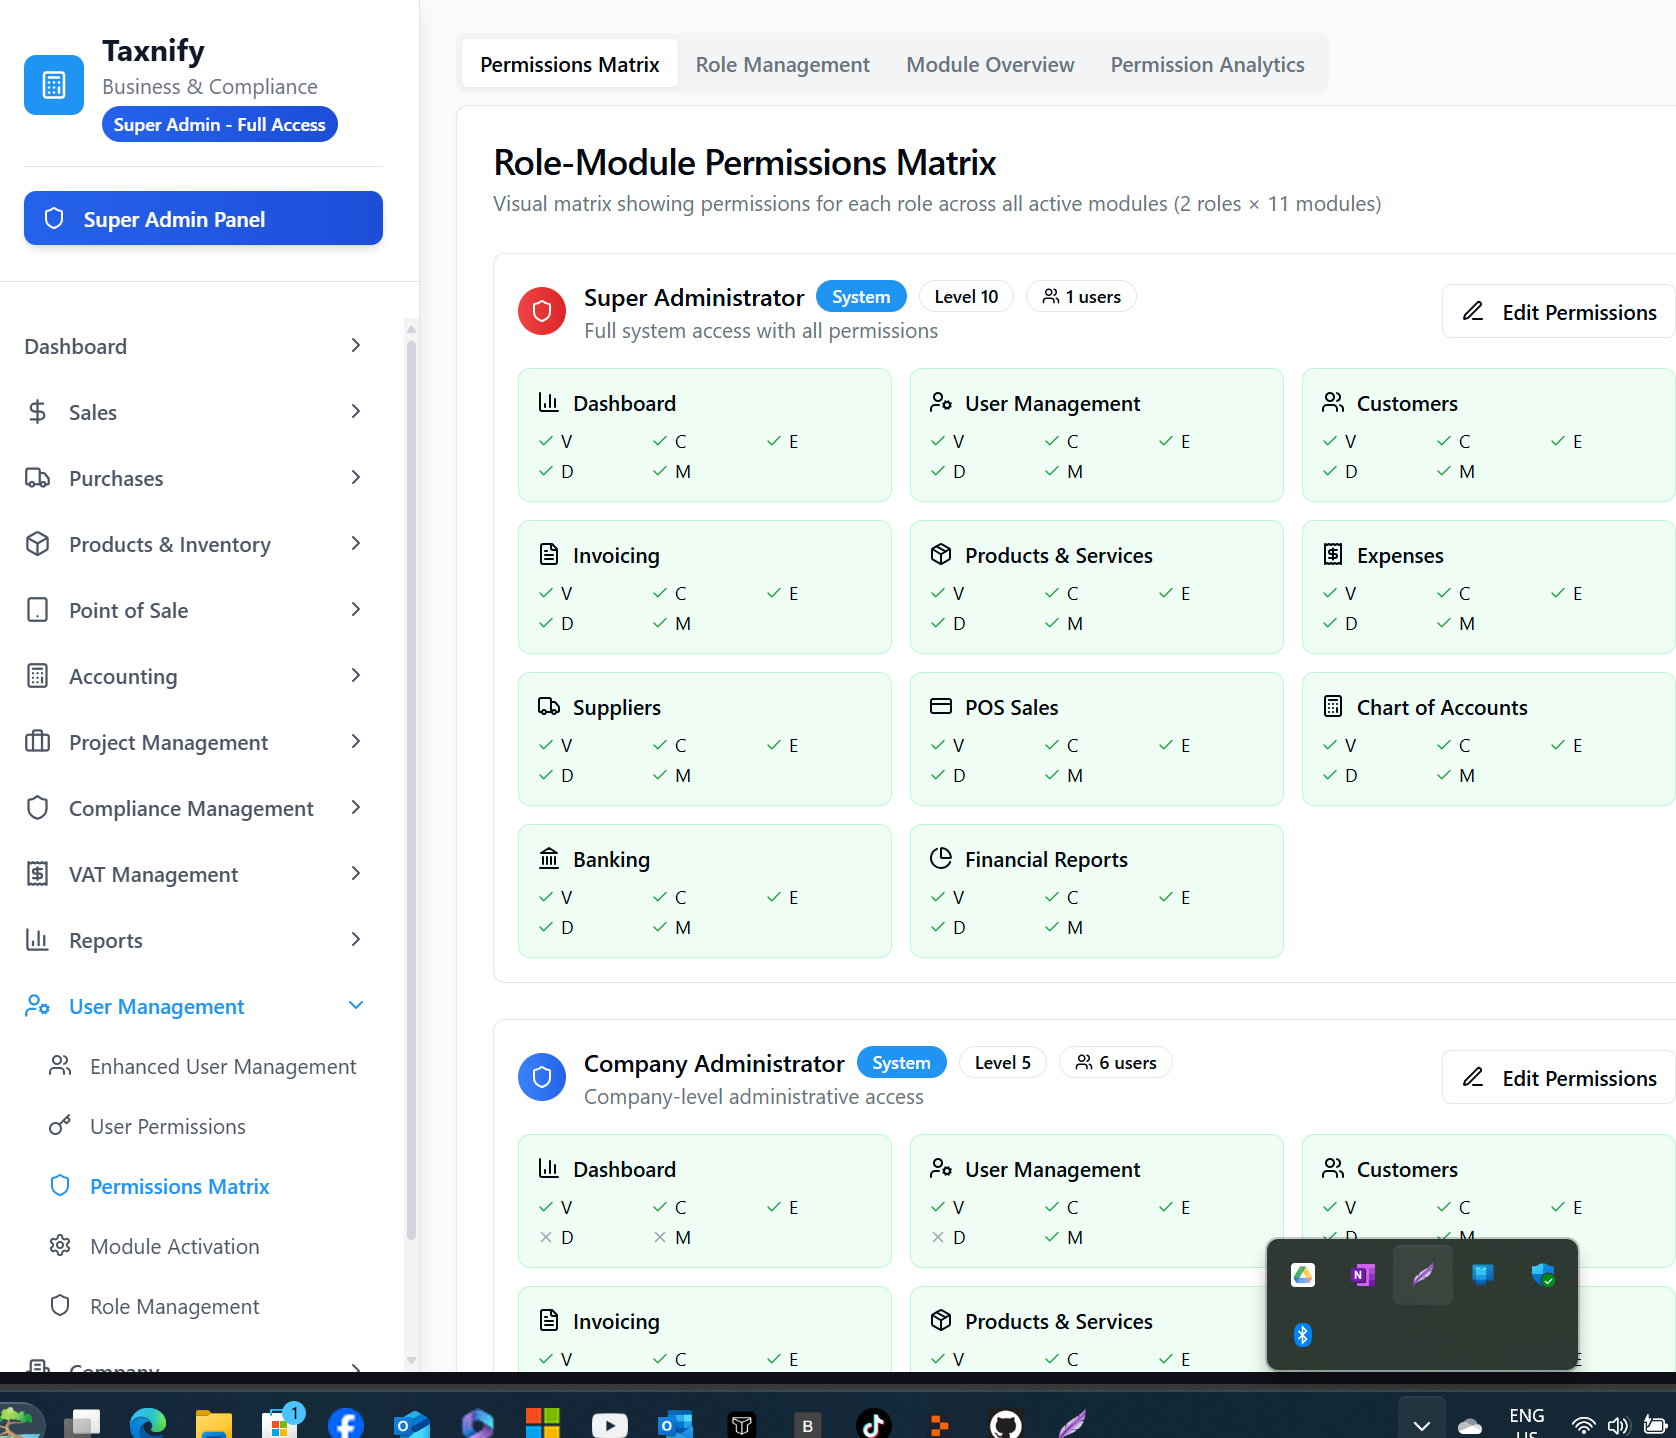 Taxnify
Business & Compliance
Super Admin - Full Access
Super Admin Panel
Dashboard
Sales
Purchases
Products & Inventory
Point of Sale
Accounting
Project Management
Compliance Management
VAT Management
Reports
User Management
Enhanced User Management
User Permissions
Permissions Matrix
Module Activation
Role Management
Company
Permissions Matrix Role Management Module Overview Permission Analytics
Role-Module Permissions Matrix
Visual matrix showing permissions for each role across all active modules (2 roles × 11 modules)
Super Administrator System Level 10 1 users
Full system access with all permissions
Edit Permissions
Dashboard
V C E
D M
User Management
V C E
D M
Customers
V C E
D M
Invoicing
V C E
D M
Products & Services
V C E
D M
Expenses
V C E
D M
Suppliers
V C E
D M
POS Sales
V C E
D M
Chart of Accounts
V C E
D M
Banking
V C E
D M
Financial Reports
V C E
D M
Company Administrator System Level 5 6 users
Company-level administrative access
Edit Permissions
Dashboard
V C E
D M
User Management
V C E
D M
Customers
V C E
D M
Invoicing
V C E
Products & Services
V C E
E
N
1
B
ENG
US